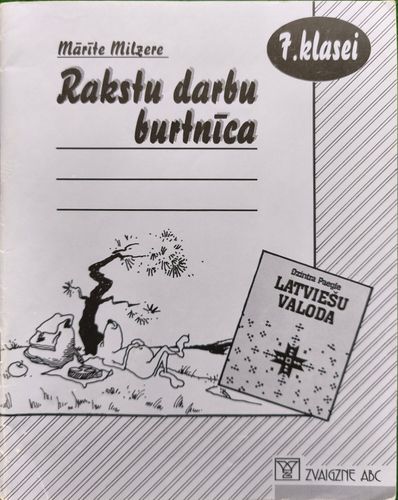 Mārīte Milzere
7. klasei
Rakstu darbu
burtnīca
Dzintra Paegle
LATVIEŠU
VALODA
ZVAIGZNE ABC